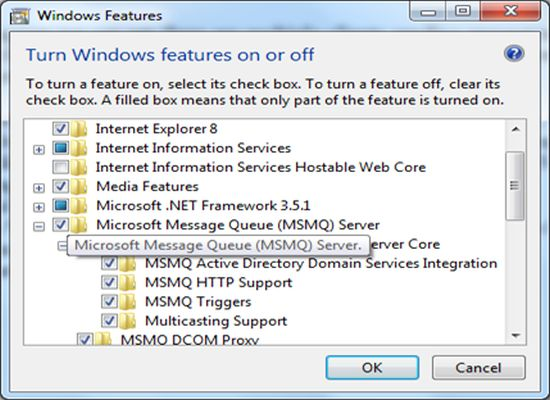 Windows Features
Turn Windows features on or off
To turn a feature on, select its check box. To turn a feature off, clear its
check box. A filled box means that only part of the feature is turned on.
Internet Explorer 8
Internet Information Services
Internet Information Services Hostable Web Core
Media Features
Microsoft .NET Framework 3.5.1
Microsoft Message Queue (MSMQ) Server
Microsoft Message Queue (MSMQ) Server. erver Core
MSMQ Active Directory Domain Services Integration
MSMQ HTTP Support
MSMQ Triggers
Multicasting Support
MSMQ DCOM Proxy
OK Cancel